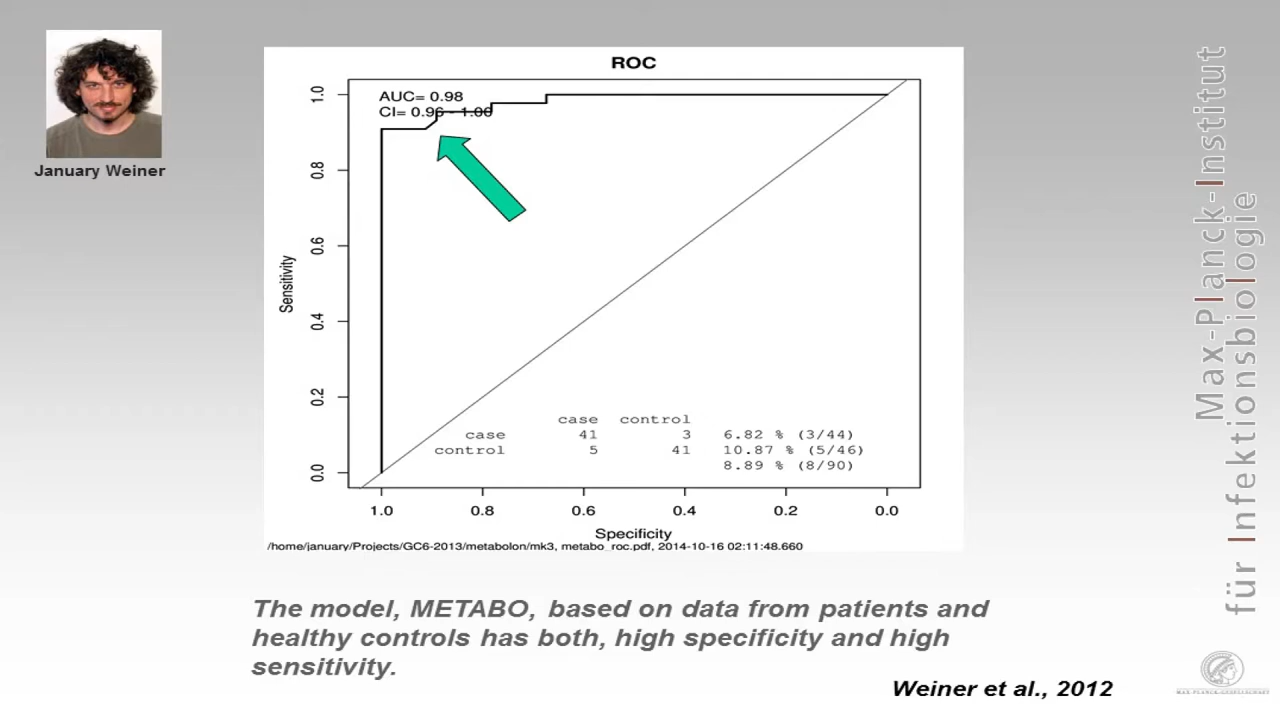 January Weiner
ROC
AUC= 0.98
CI= 0.96 - 1.00
1.0
0.8
0.6
0.4
0.2
0.0
Sensitivity
case control
case 41 3 6.82 % (3/44)
control 5 41 10.87 % (5/46)
8.89 % (8/90)
1.0 0.8 0.6 0.4 0.2 0.0
Specificity
/home/january/Projects/GC6-2013/metabolon/mk3, metabo_roc.pdf, 2014-10-16 02:11:48.660
The model, METABO, based on data from patients and
healthy controls has both, high specificity and high
sensitivity.
Weiner et al., 2012
Max-Planck-Institut
für Infektionsbiologie
MAX-PLANCK-GESELLSCHAFT